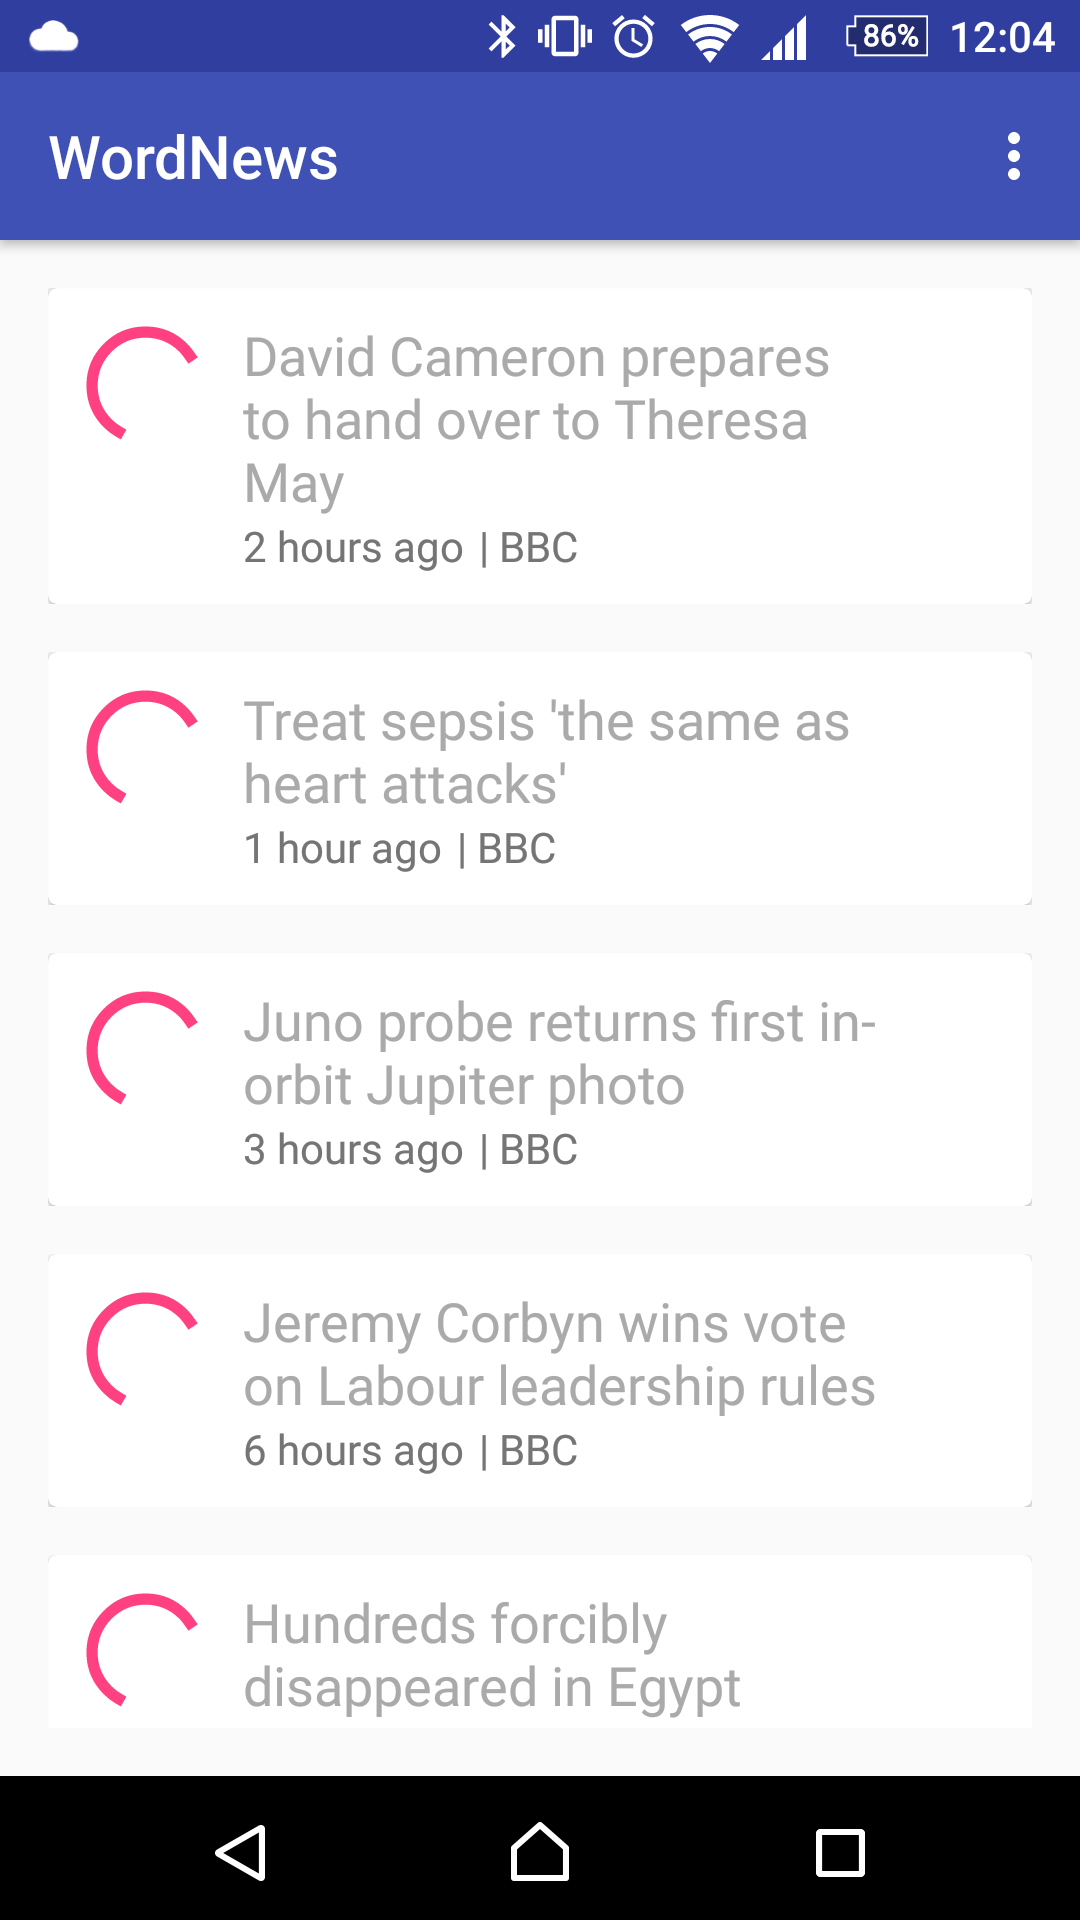 86% 12:04
WordNews
David Cameron prepares
to hand over to Theresa
May
2 hours ago | BBC
Treat sepsis 'the same as
heart attacks'
1 hour ago | BBC
Juno probe returns first in-
orbit Jupiter photo
3 hours ago | BBC
Jeremy Corbyn wins vote
on Labour leadership rules
6 hours ago | BBC
Hundreds forcibly
disappeared in Egypt